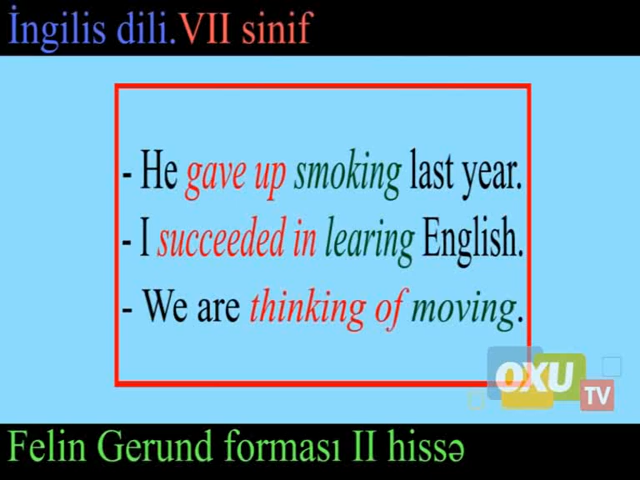 İngilis dili.VII sinif
- He gave up smoking last year.
- I succeeded in learing English.
- We are thinking of moving.
OXU TV
Felin Gerund forması II hissə